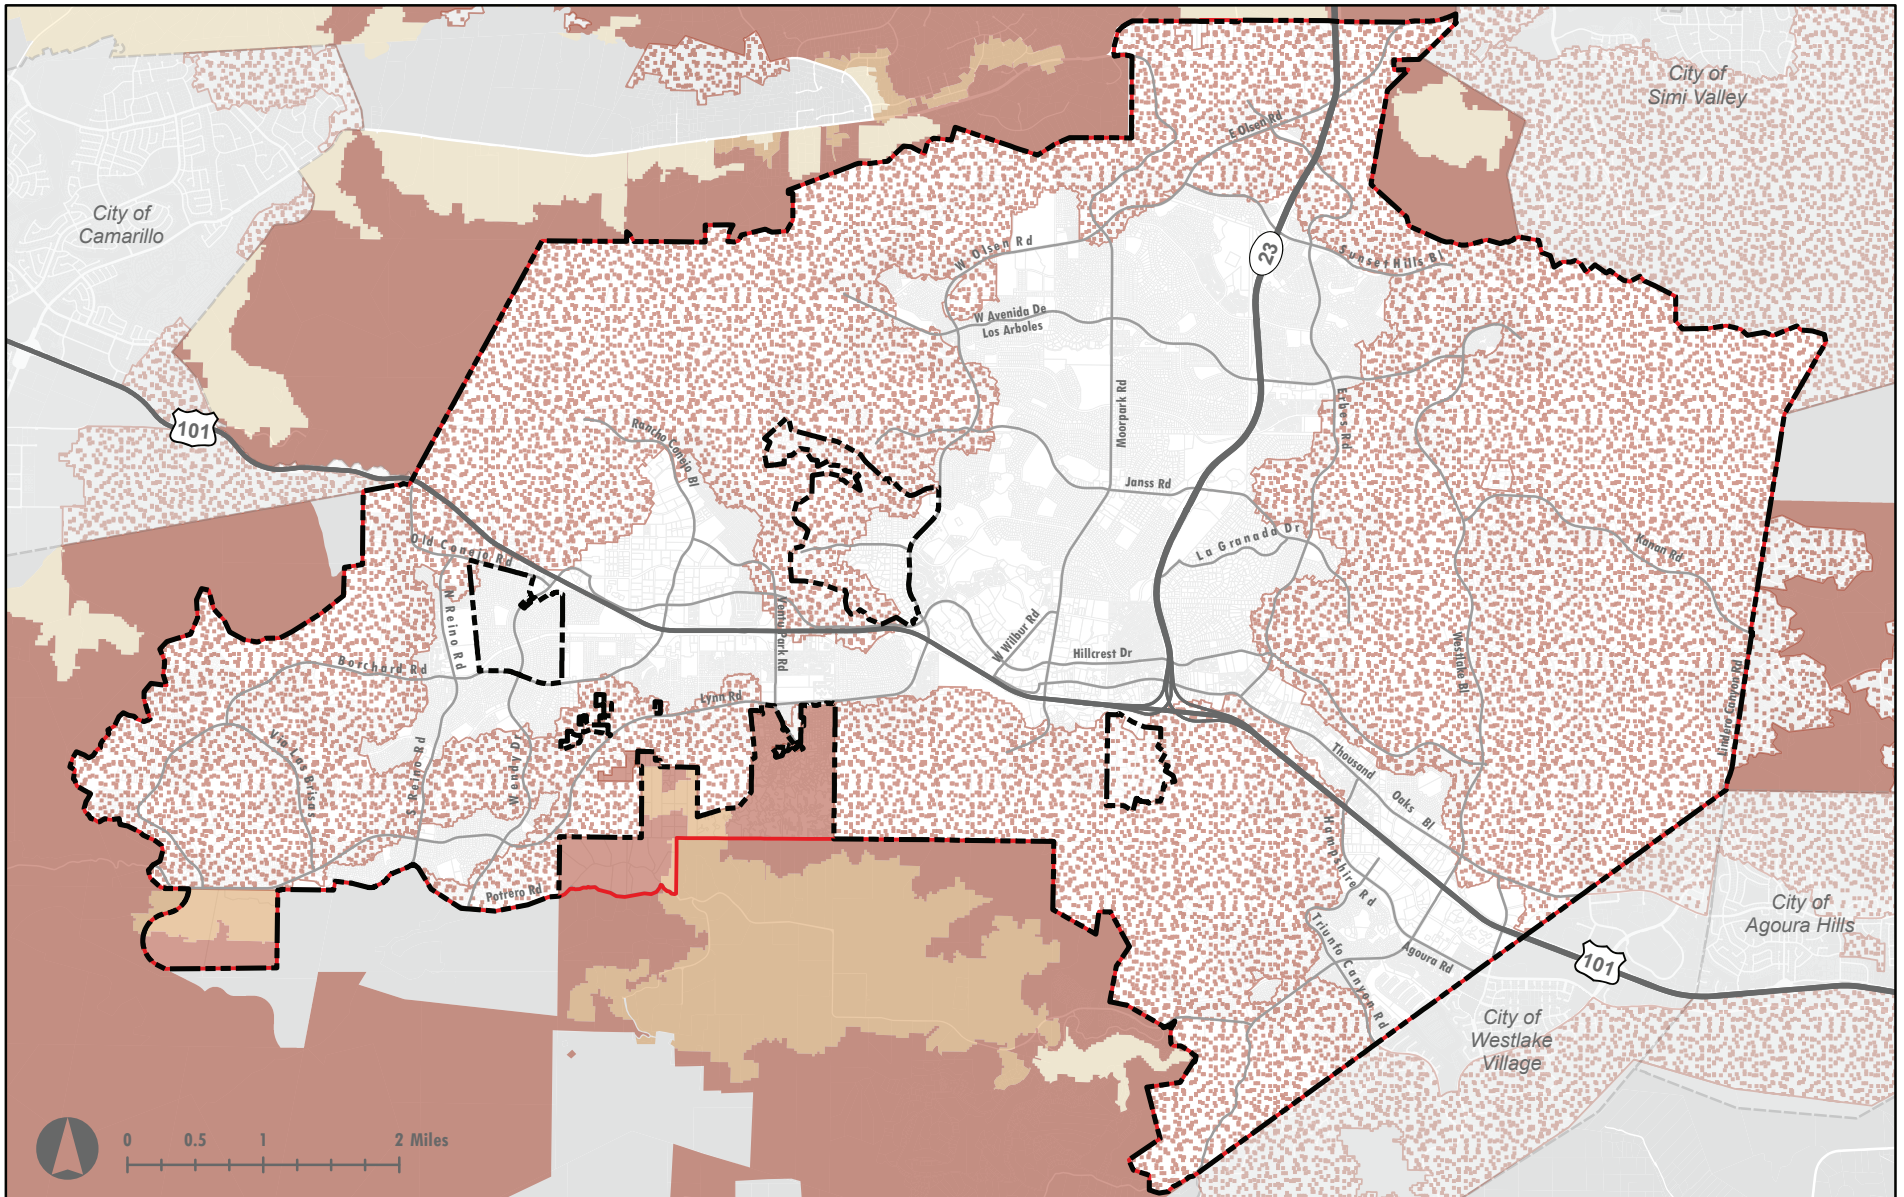 City of
Simi Valley
E Olsen Rd
City of
Camarillo
W Olsen Rd
23
Sunset Hills Bl
W Avenida De
Los Arboles
Moorpark Rd
Erbes Rd
101
Rancho Conejo Bl
Janss Rd
La Granada Dr
Kanan Rd
Old Conejo Rd
N Reino Rd
Ventu Park Rd
W Wilbur Rd
Hillcrest Dr
Westlake Bl
Borchard Rd
Lynn Rd
Lindero Canyon Rd
Via Las Brisas
S Reino Rd
Wendy Dr
Thousand
Oaks Bl
Hampshire Rd
Potrero Rd
City of
Agoura Hills
Triunfo Canyon Rd
Agoura Rd
101
City of
Westlake
Village
0 0.5 1 2 Miles